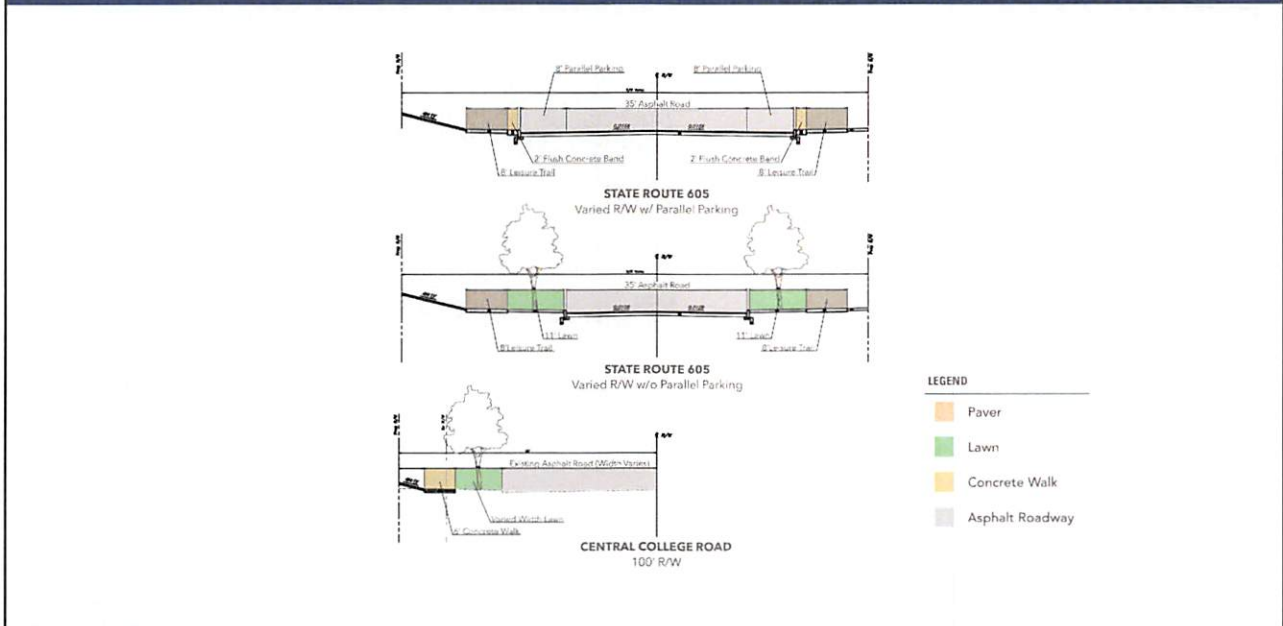 8' Parallel Parking
8' Parallel Parking
35' Asphalt Road
2' Flush Concrete Band
2' Flush Concrete Band
8' Leisure Trail
8' Leisure Trail
STATE ROUTE 605
Varied R/W w/ Parallel Parking
35' Asphalt Road
11' Lawn
11' Lawn
8' Leisure Trail
8' Leisure Trail
STATE ROUTE 605
Varied R/W w/o Parallel Parking
Existing Asphalt Road (Width Varies)
Varied Width Lawn
6' Concrete Walk
CENTRAL COLLEGE ROAD
100' R/W
LEGEND
Paver
Lawn
Concrete Walk
Asphalt Roadway